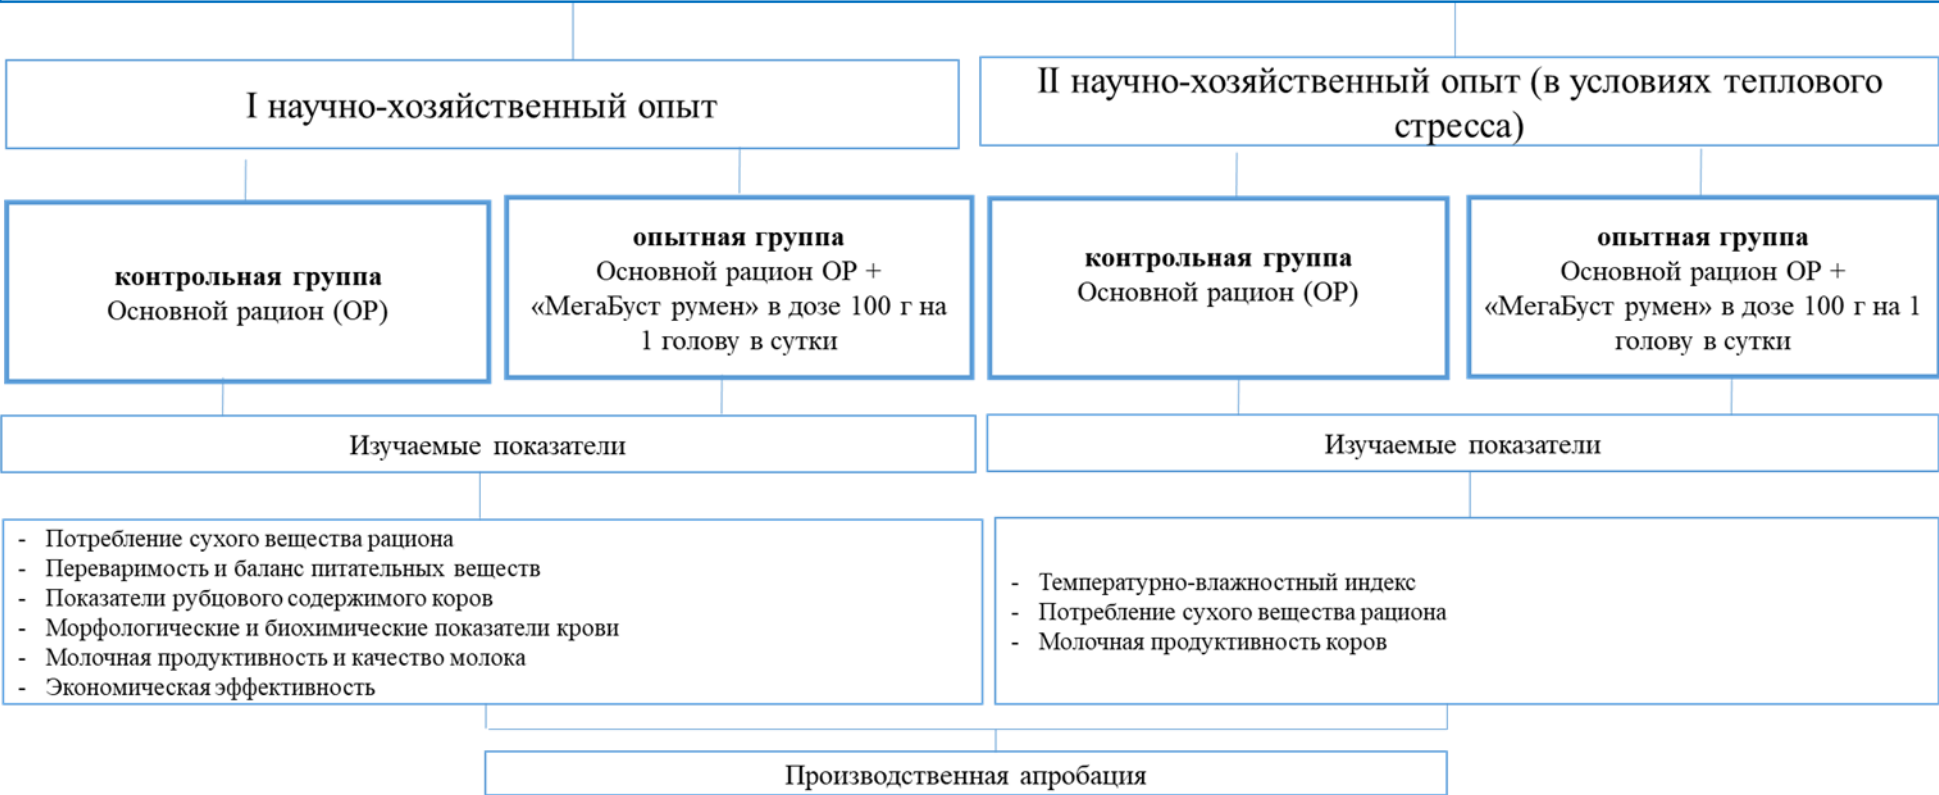 I научно-хозяйственный опыт
II научно-хозяйственный опыт (в условиях теплового
стресса)
контрольная группа
Основной рацион (ОР)
опытная группа
Основной рацион ОР +
«МегаБуст румен» в дозе 100 г на
1 голову в сутки
контрольная группа
Основной рацион (ОР)
опытная группа
Основной рацион ОР +
«МегаБуст румен» в дозе 100 г на 1
голову в сутки
Изучаемые показатели
Изучаемые показатели
- Потребление сухого вещества рациона
- Переваримость и баланс питательных веществ
- Показатели рубцового содержимого коров
- Морфологические и биохимические показатели крови
- Молочная продуктивность и качество молока
- Экономическая эффективность
- Температурно-влажностный индекс
- Потребление сухого вещества рациона
- Молочная продуктивность коров
Производственная апробация